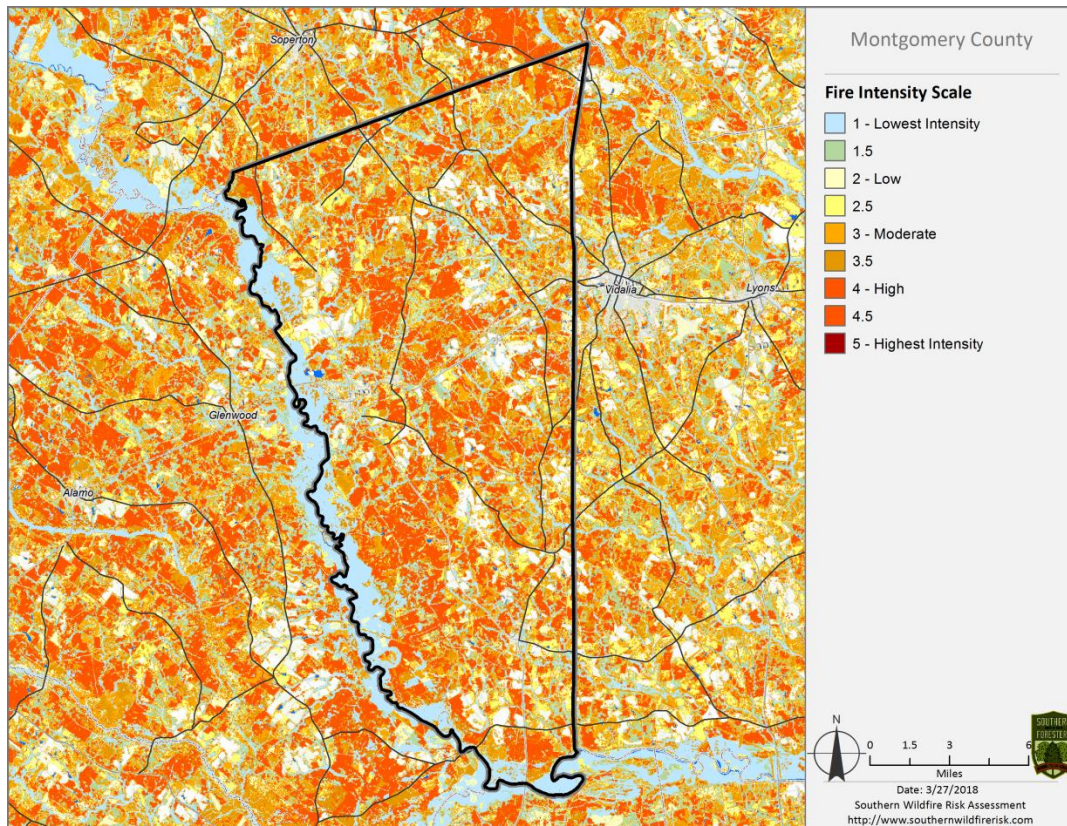 Montgomery County
Fire Intensity Scale
1 - Lowest Intensity
1.5
2 - Low
2.5
3 - Moderate
3.5
4 - High
4.5
5 - Highest Intensity
Soperton
Vidalia
Lyons
Glenwood
Alamo
N
0 1.5 3 6
Miles
SOUTHERN
Date: 3/27/2018
Southern Wildfire Risk Assessment
http://www.southernwildfirerisk.com